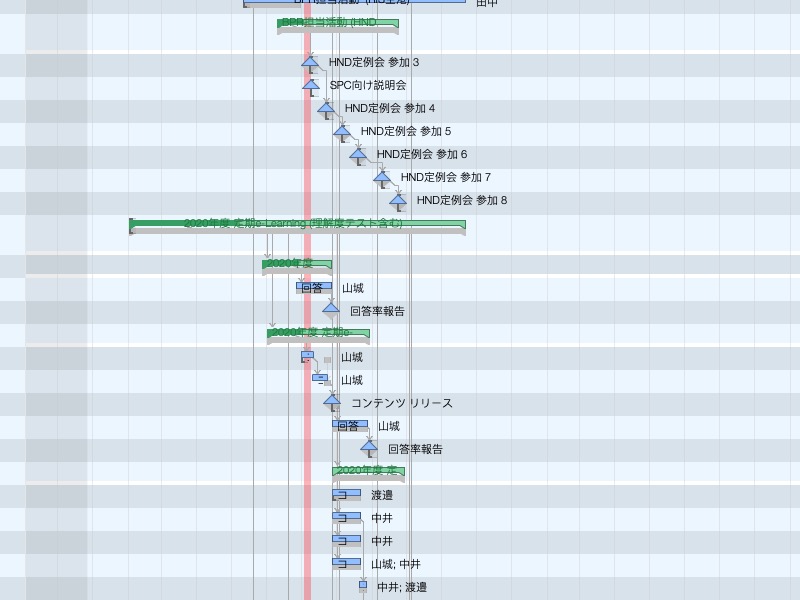 田中
BPR担当活動 (HND
HND定例会 参加 3
SPC向け説明会
HND定例会 参加 4
HND定例会 参加 5
HND定例会 参加 6
HND定例会 参加 7
HND定例会 参加 8
2020年度 定期e-Learning (理解度テスト含む)
2020年度
回答 山城
回答率報告
2020年度 定期e-
山城
山城
コンテンツ リリース
回答 山城
回答率報告
2020年度 定
コ 渡邉
コ 中井
コ 中井
コ 山城; 中井
中井; 渡邉